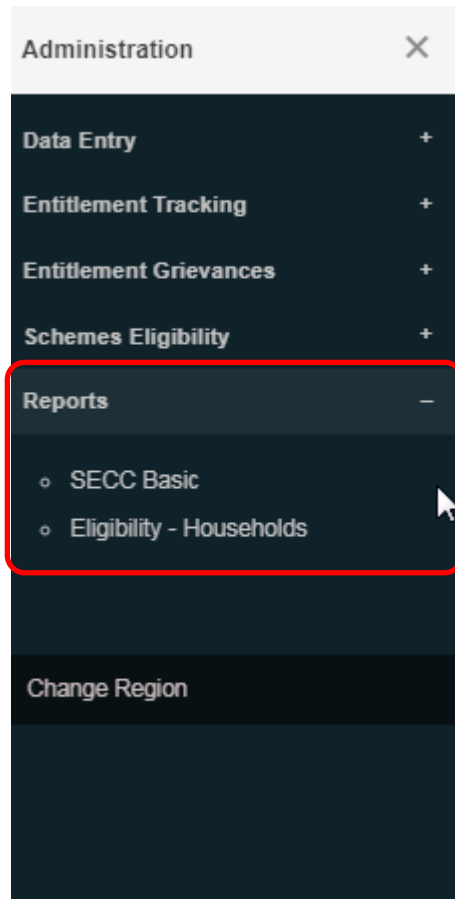 Administration ×
Data Entry +
Entitlement Tracking +
Entitlement Grievances +
Schemes Eligibility +
Reports –
SECC Basic
Eligibility - Households
Change Region